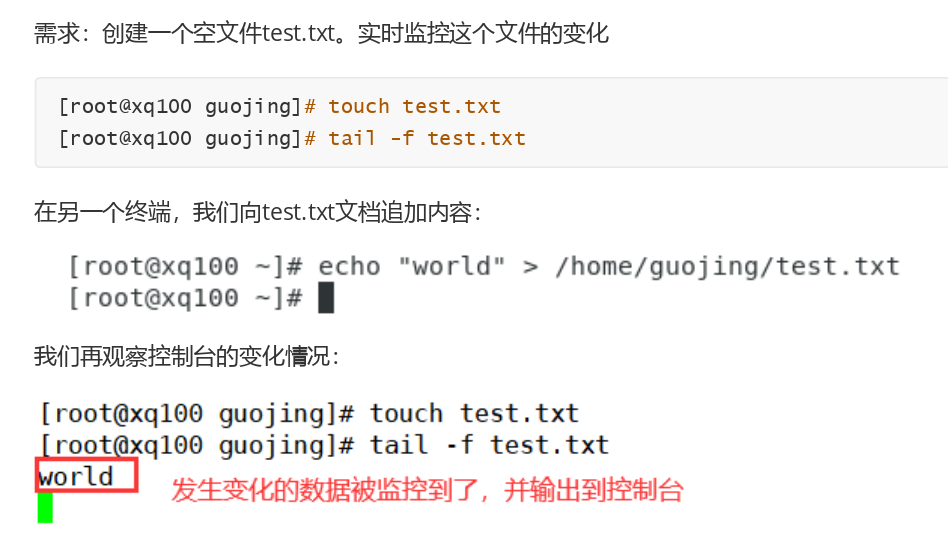 需求：创建一个空文件test.txt。实时监控这个文件的变化
[root@xq100 guojing]# touch test.txt
[root@xq100 guojing]# tail -f test.txt
在另一个终端，我们向test.txt文档追加内容：
[root@xq100 ~]# echo "world" > /home/guojing/test.txt
[root@xq100 ~]#
我们再观察控制台的变化情况：
[root@xq100 guojing]# touch test.txt
[root@xq100 guojing]# tail -f test.txt
world
发生变化的数据被监控到了，并输出到控制台